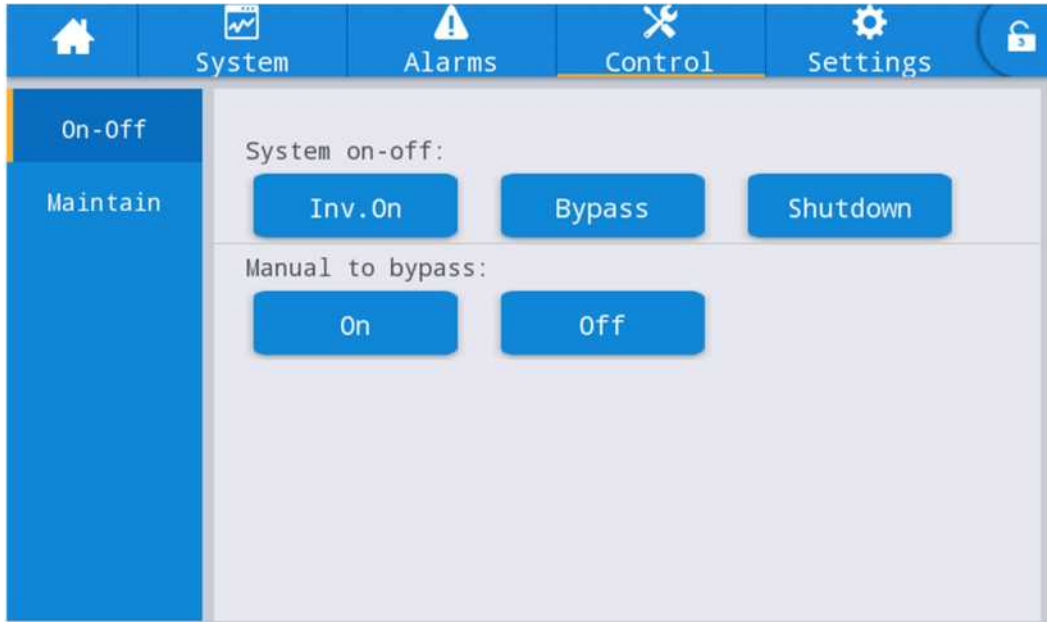 System
Alarms
Control
Settings
3
On-Off
Maintain
System on-off:
Inv.On
Bypass
Shutdown
Manual to bypass:
On
Off